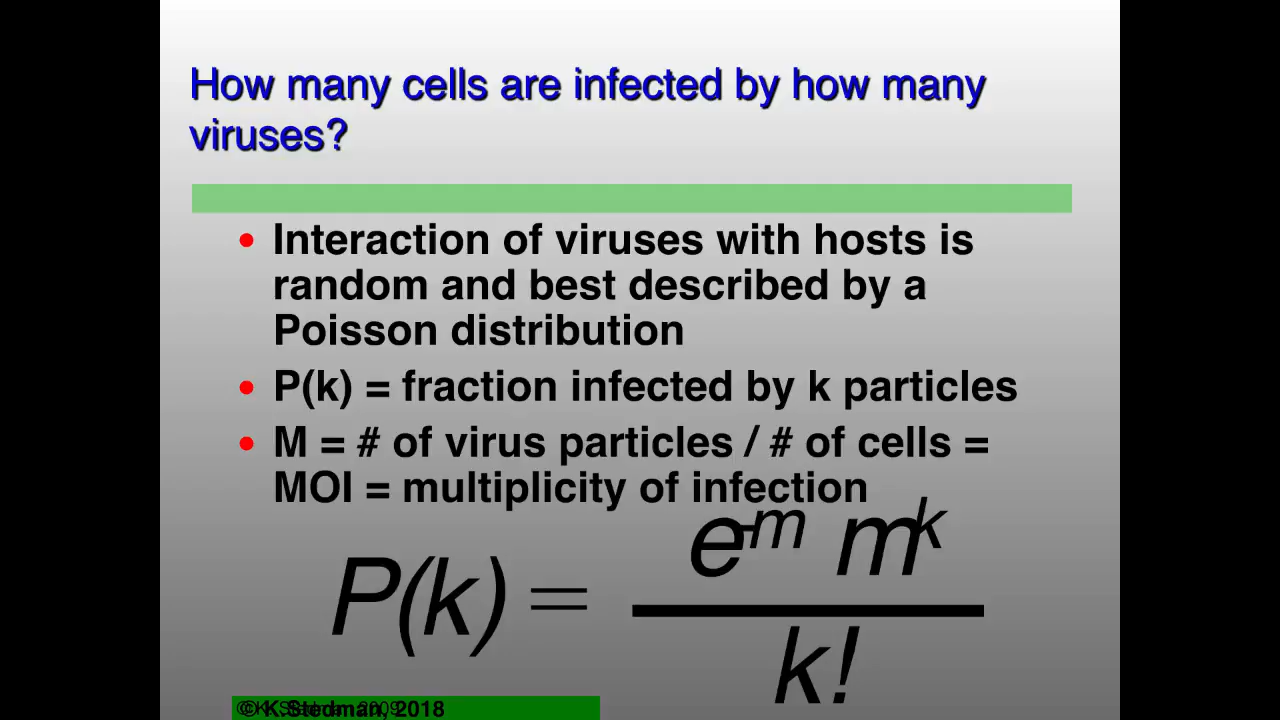 How many cells are infected by how many
viruses?
• Interaction of viruses with hosts is
random and best described by a
Poisson distribution
• P(k) = fraction infected by k particles
• M = # of virus particles / # of cells =
MOI = multiplicity of infection
P(k) = e^-m m^k
k!
© K.Stedman, 2018